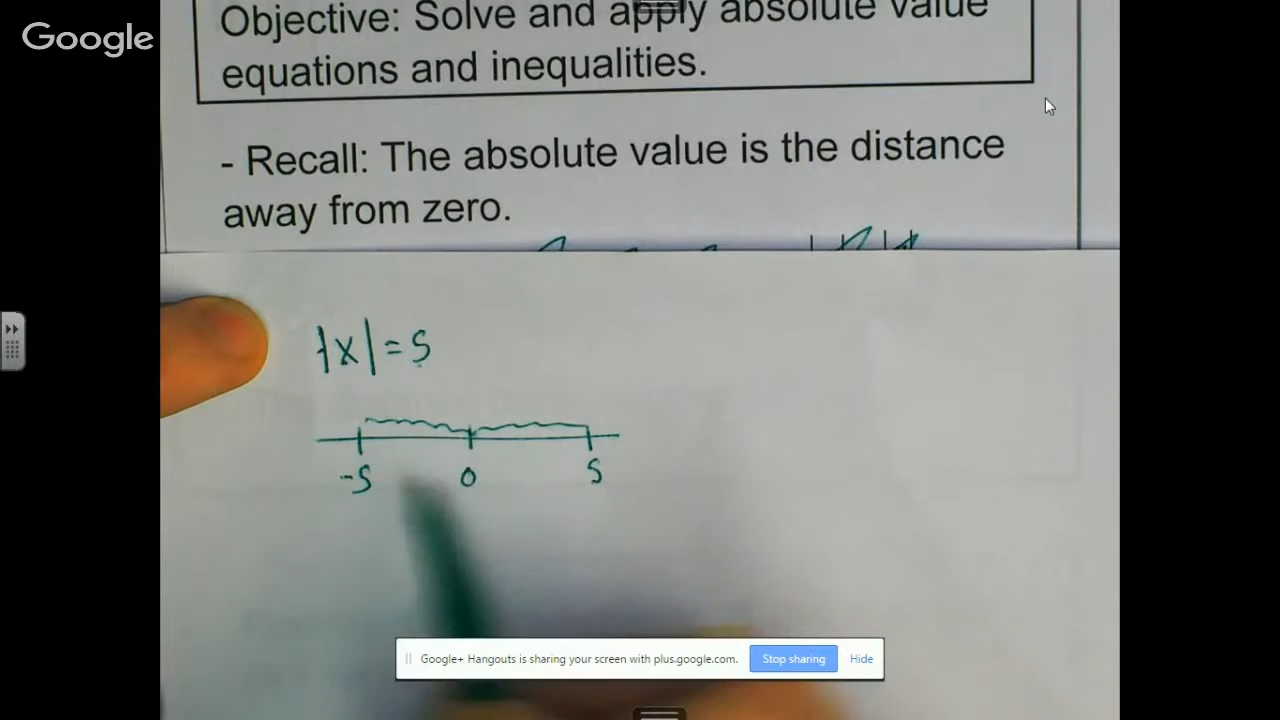 Google
Objective: Solve and apply absolute value
equations and inequalities.
- Recall: The absolute value is the distance
away from zero.
|x| = 5
-5 0 5
Google+ Hangouts is sharing your screen with plus.google.com. Stop sharing Hide